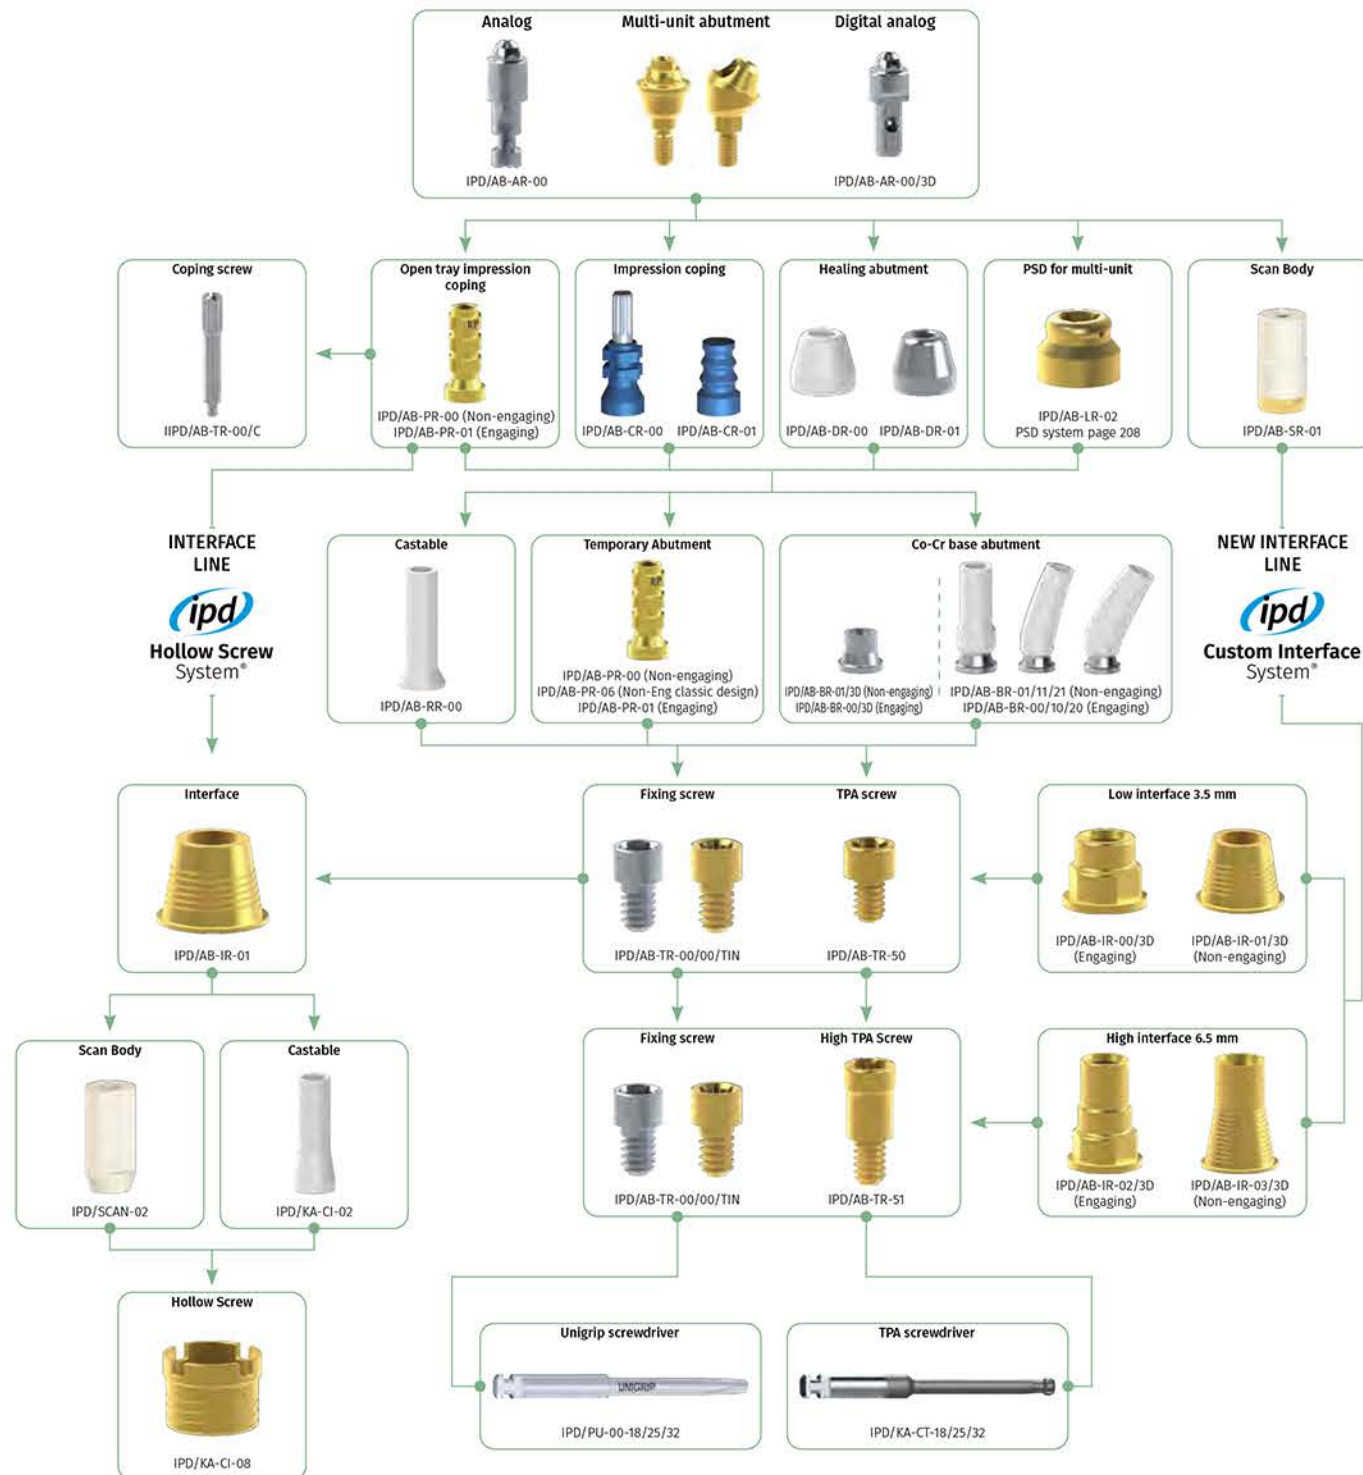 Analog
Multi-unit abutment
Digital analog
IPD/AB-AR-00
IPD/AB-AR-00/3D
Coping screw
IIPD/AB-TR-00/C
Open tray impression
coping
RP
IPD/AB-PR-00 (Non-engaging)
IPD/AB-PR-01 (Engaging)
Impression coping
IPD/AB-CR-00
IPD/AB-CR-01
Healing abutment
IPD/AB-DR-00
IPD/AB-DR-01
PSD for multi-unit
IPD/AB-LR-02
PSD system page 208
Scan Body
IPD/AB-SR-01
INTERFACE
LINE
ipd
Hollow Screw
System®
Castable
IPD/AB-RR-00
Temporary Abutment
RP
IPD/AB-PR-00 (Non-engaging)
IPD/AB-PR-06 (Non-Eng classic design)
IPD/AB-PR-01 (Engaging)
Co-Cr base abutment
IPD/AB-BR-01/3D (Non-engaging)
IPD/AB-BR-00/3D (Engaging)
IPD/AB-BR-01/11/21 (Non-engaging)
IPD/AB-BR-00/10/20 (Engaging)
NEW INTERFACE
LINE
ipd
Custom Interface
System®
Interface
IPD/AB-IR-01
Fixing screw
IPD/AB-TR-00/00/TIN
TPA screw
IPD/AB-TR-50
Low interface 3.5 mm
IPD/AB-IR-00/3D
(Engaging)
IPD/AB-IR-01/3D
(Non-engaging)
Scan Body
IPD/SCAN-02
Castable
IPD/KA-CI-02
Fixing screw
IPD/AB-TR-00/00/TIN
High TPA Screw
IPD/AB-TR-51
High interface 6.5 mm
IPD/AB-IR-02/3D
(Engaging)
IPD/AB-IR-03/3D
(Non-engaging)
Hollow Screw
IPD/KA-CI-08
Unigrip screwdriver
UNIGRIP
IPD/PU-00-18/25/32
TPA screwdriver
IPD/KA-CT-18/25/32